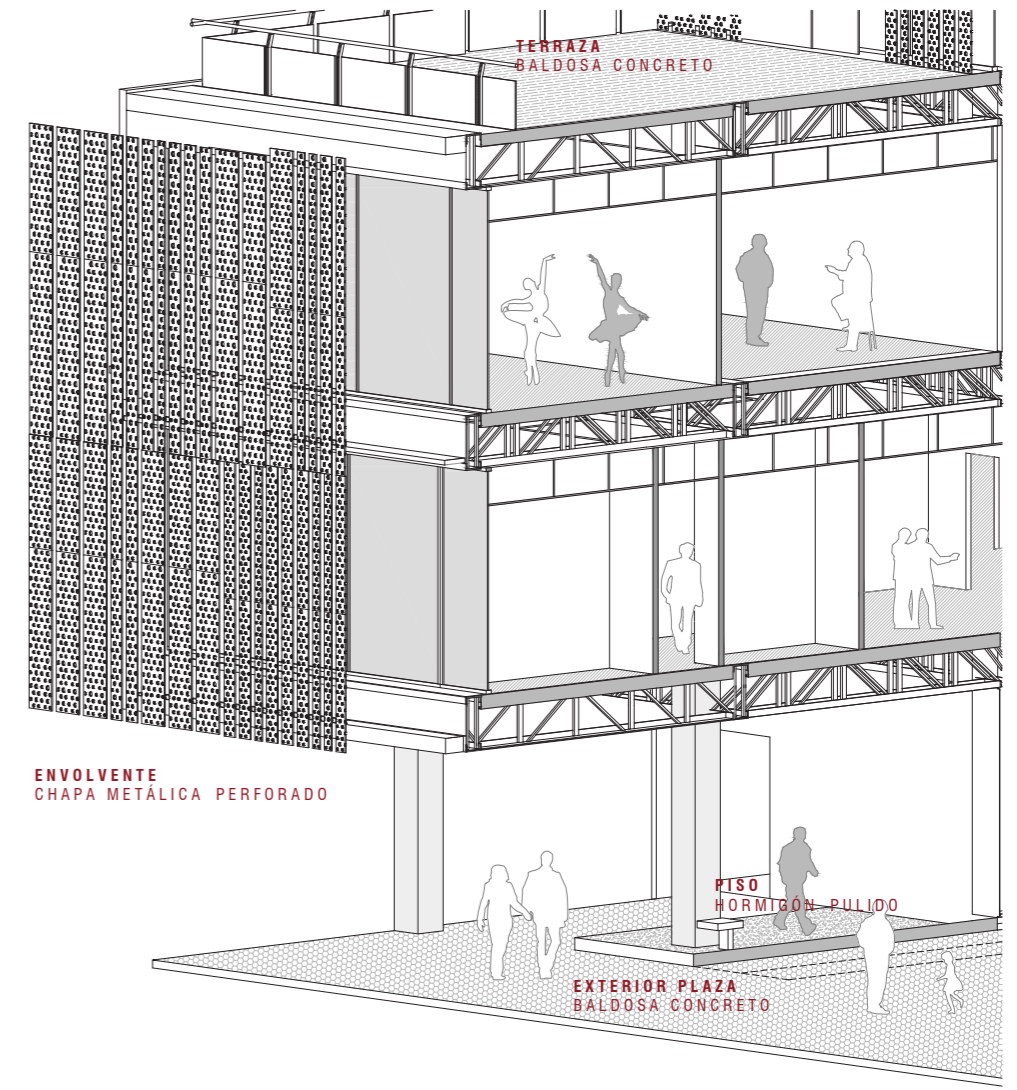 TERRAZA
BALDOSA CONCRETO
ENVOLVENTE
CHAPA METÁLICA PERFORADO
PISO
HORMIGÓN PULIDO
EXTERIOR PLAZA
BALDOSA CONCRETO